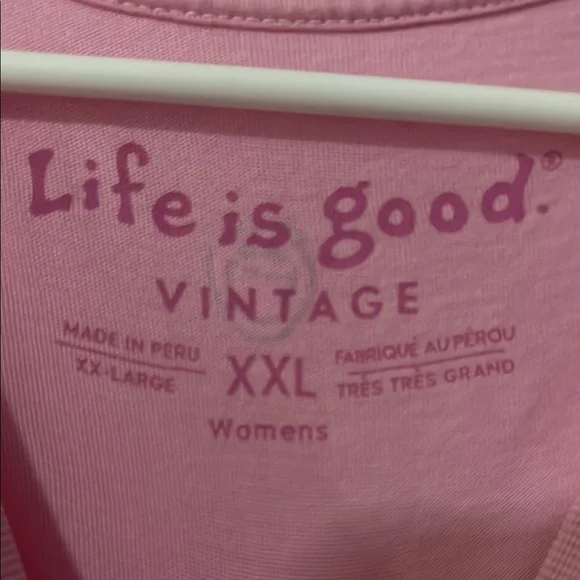 Life is good.®
VINTAGE
MADE IN PERU
XX-LARGE
XXL
FABRIQUÉ AU PÉROU
TRÈS TRÈS GRAND
Womens